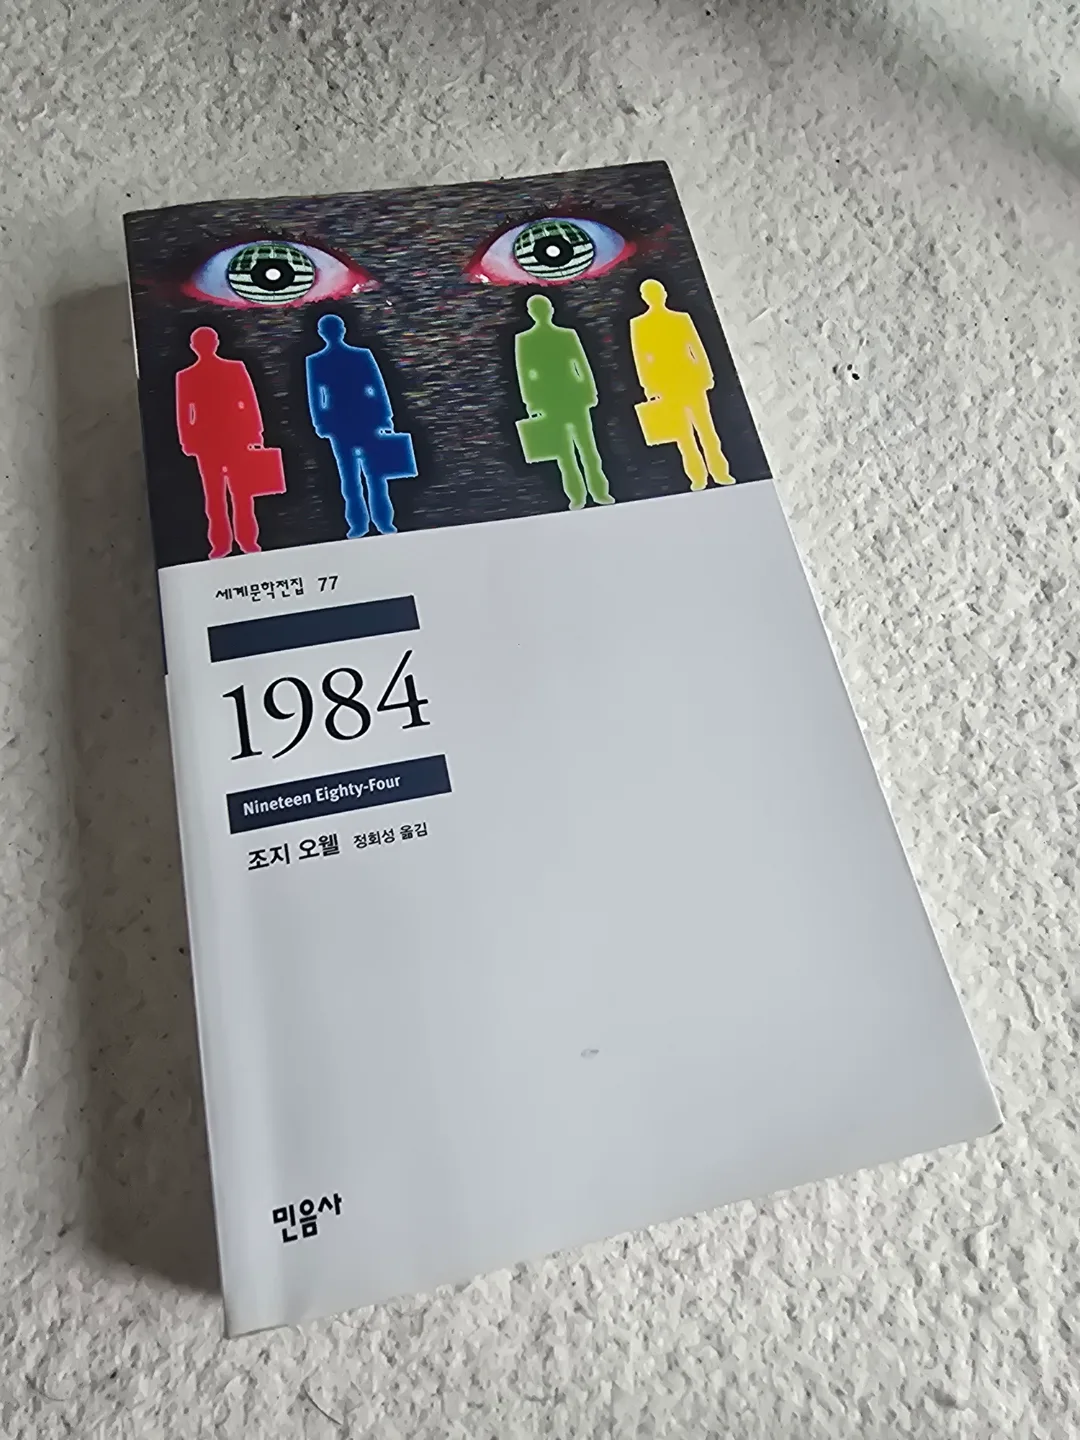 세계문학전집 77
1984
Nineteen Eighty-Four
조지 오웰 정회성 옮김
민음사